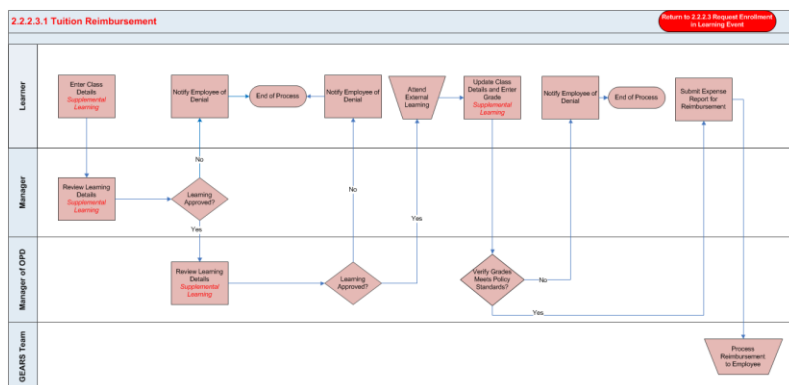 2.2.2.3.1 Tuition Reimbursement
Return to 2.2.2.3 Request Enrollment
in Learning Event
Learner
Enter Class
Details
Supplemental
Learning
Notify Employee of
Denial
End of Process
Notify Employee of
Denial
Attend
External
Learning
Update Class
Details and Enter
Grade
Supplemental
Learning
Notify Employee of
Denial
End of Process
Submit Expense
Report for
Reimbursement
Manager
Review Learning
Details
Supplemental
Learning
No
Learning
Approved?
Yes
No
Yes
Manager of OPD
Review Learning
Details
Supplemental
Learning
Learning
Approved?
Verify Grades
Meets Policy
Standards?
No
Yes
GEARS Team
Process
Reimbursement
to Employee